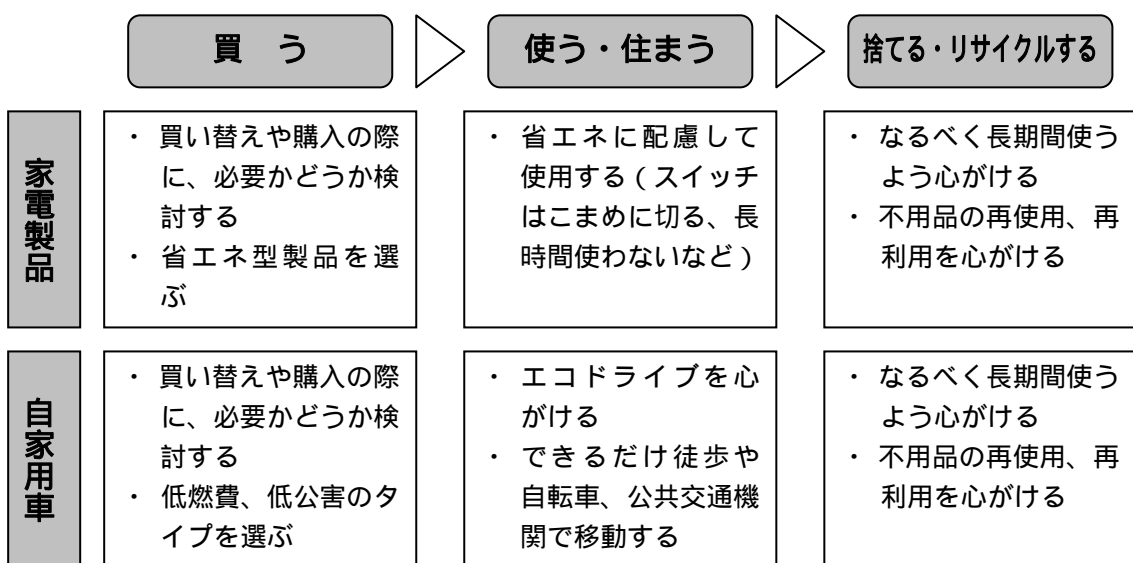 買 う
使う・住まう
捨てる・リサイクルする
家電製品
・ 買い替えや購入の際
に、必要かどうか検
討する
・ 省エネ型製品を選
ぶ
・ 省エネに配慮して
使用する（スイッチ
はこまめに切る、長
時間使わないなど）
・ なるべく長期間使う
よう心がける
・ 不用品の再使用、再
利用を心がける
自家用車
・ 買い替えや購入の際
に、必要かどうか検
討する
・ 低燃費、低公害のタ
イプを選ぶ
・ エコドライブを心
がける
・ できるだけ徒歩や
自転車、公共交通機
関で移動する
・ なるべく長期間使う
よう心がける
・ 不用品の再使用、再
利用を心がける